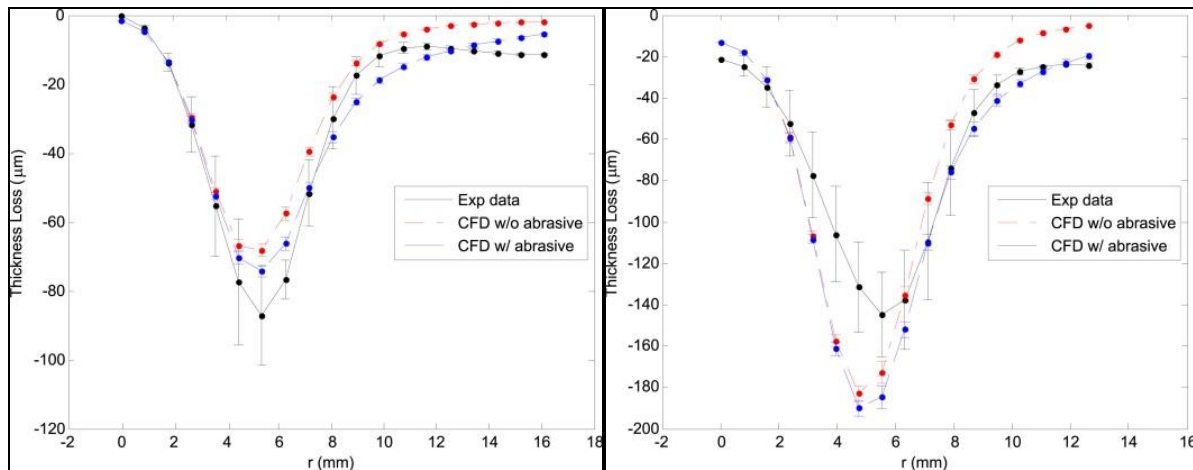 0
-20
-40
-60
-80
-100
-120
Thickness Loss (μm)
Exp data
CFD w/o abrasive
CFD w/ abrasive
-2 0 2 4 6 8 10 12 14 16 18
r (mm)
0
-20
-40
-60
-80
-100
-120
-140
-160
-180
-200
Thickness Loss (μm)
Exp data
CFD w/o abrasive
CFD w/ abrasive
-2 0 2 4 6 8 10 12 14 16
r (mm)